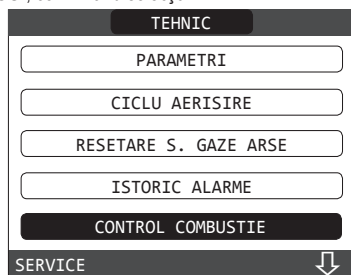 TEHNIC
PARAMETRI
CICLU AERISIRE
RESETARE S. GAZE ARSE
ISTORIC ALARME
CONTROL COMBUSTIE
SERVICE